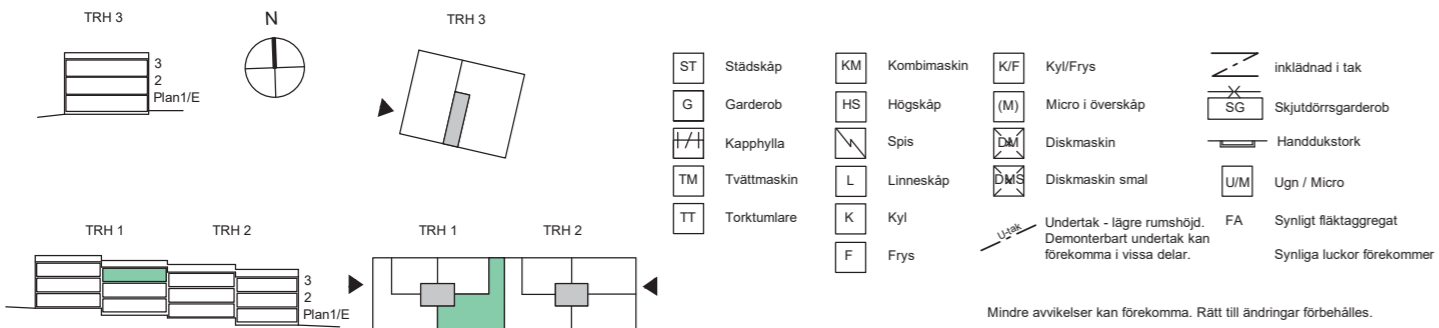 TRH 3
N
TRH 3
3
2
Plan1/E
TRH 1
TRH 2
3
2
Plan1/E
TRH 1
TRH 2
ST Städskåp
G Garderob
Kapphylla
TM Tvättmaskin
TT Torktumlare
KM Kombimaskin
HS Högskåp
Spis
L Linneskåp
K Kyl
F Frys
K/F Kyl/Frys
(M) Micro i överskåp
DM Diskmaskin
DMS Diskmaskin smal
U-tak Undertak - lägre rumshöjd.
Demonterbart undertak kan
förekomma i vissa delar.
inklädnad i tak
SG Skjutdörrsgarderob
Handdukstork
U/M Ugn / Micro
FA Synligt fläktaggregat
Synliga luckor förekommer
Mindre avvikelser kan förekomma. Rätt till ändringar förbehålles.